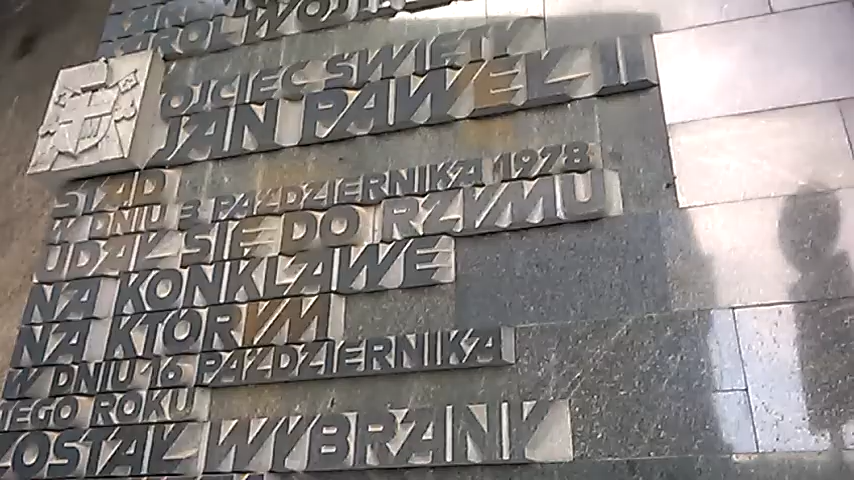 KAROL WOJTYŁA
OJCIEC ŚWIĘTY
JAN PAWEŁ II
STĄD
W DNIU 3 PAŹDZIERNIKA 1978
UDAŁ SIĘ DO RZYMU
NA KONKLAWE
NA KTÓRYM
W DNIU 16 PAŹDZIERNIKA
TEGO ROKU
ZOSTAŁ WYBRANY